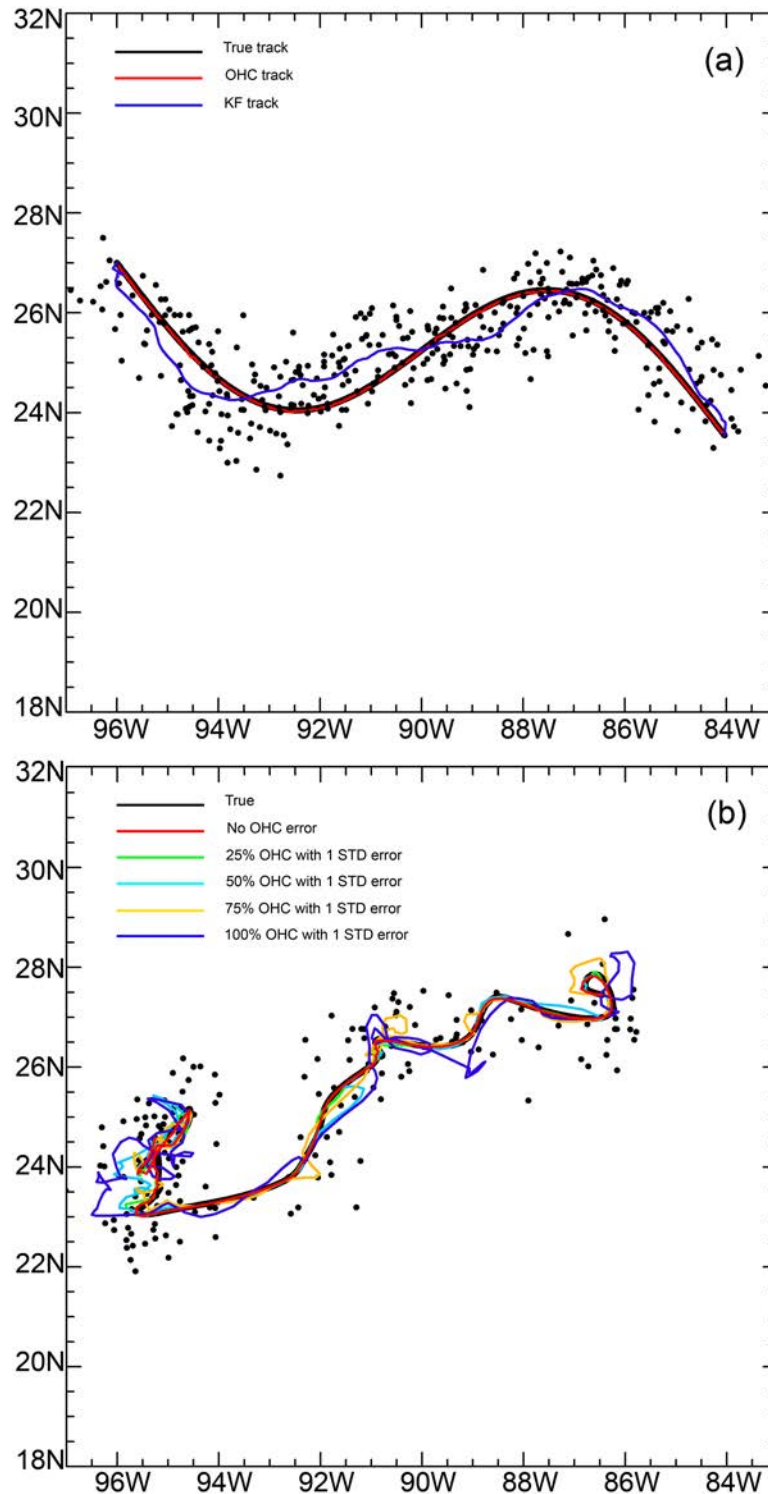 32N
(a)
True track
OHC track
KF track
30N
28N
26N
24N
22N
20N
18N
96W 94W 92W 90W 88W 86W 84W
32N
(b)
True
No OHC error
25% OHC with 1 STD error
50% OHC with 1 STD error
75% OHC with 1 STD error
100% OHC with 1 STD error
30N
28N
26N
24N
22N
20N
18N
96W 94W 92W 90W 88W 86W 84W